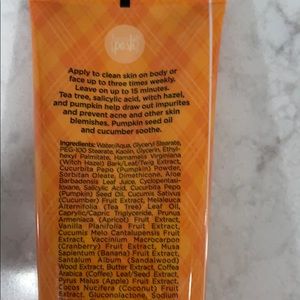 posh
Apply to clean skin on body or
face up to three times weekly.
Leave on up to 15 minutes.
Tea tree, salicylic acid, witch hazel,
and pumpkin help draw out impurities
and prevent acne and other skin
blemishes. Pumpkin seed oil
and cucumber soothe.
Ingredients: Water/Aqua, Glyceryl Stearate,
PEG-100 Stearate, Kaolin, Glycerin, Ethyl-
hexyl Palmitate, Hamamelis Virginiana
(Witch Hazel) Bark/Leaf/Twig Extract,
Cucurbita Pepo (Pumpkin) Powder,
Sorbitan Oleate, Dimethicone, Aloe
Barbadensis Leaf Juice, Cyclopentasi-
loxane, Salicylic Acid, Cucurbita Pepo
(Pumpkin) Seed Oil, Cucumis Sativus
(Cucumber) Fruit Extract, Melaleuca
Alternifolia (Tea Tree) Leaf Oil,
Caprylic/Capric Triglyceride, Prunus
Armeniaca (Apricot) Fruit Extract,
Vanilla Planifolia Fruit Extract,
Cucumis Melo Cantalupensis Fruit
Extract, Vaccinium Macrocarpon
(Cranberry) Fruit Extract, Musa
Sapientum (Banana) Fruit Extract,
Santalum Album (Sandalwood)
Wood Extract, Butter Extract, Coffea
Arabica (Coffee) Leaf/Seed Extract,
Pyrus Malus (Apple) Fruit Extract,
Cocos Nucifera (Coconut) Fruit
Extract, Gluconolactone, Sodium